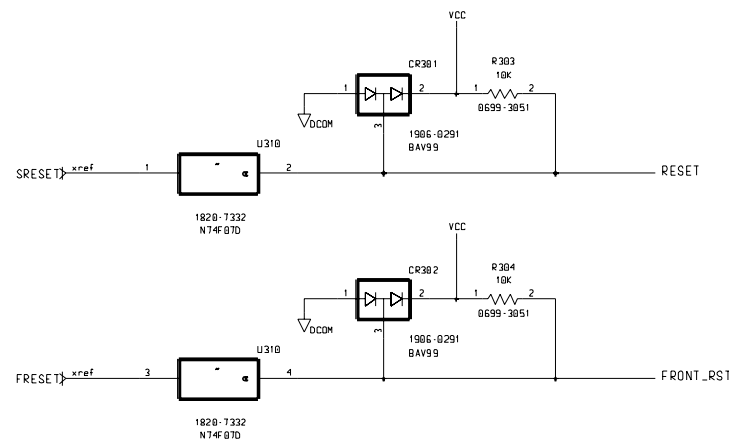 VCC
CR301
R303
10K
1
2
1
2
DCOM
3
0699-3051
1906-0291
BAV99
U310
SRESET
xref
1
2
RESET
1820-7332
N74F07D
VCC
CR302
R304
10K
1
2
1
2
DCOM
3
0699-3051
1906-0291
BAV99
U310
FRESET
xref
3
4
FRONT_RST
1820-7332
N74F07D